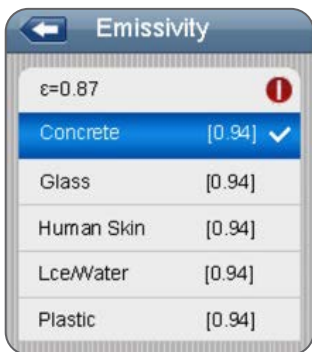 Emissivity
ε=0.87
Concrete [0.94]
Glass [0.94]
Human Skin [0.94]
Lce/Water [0.94]
Plastic [0.94]